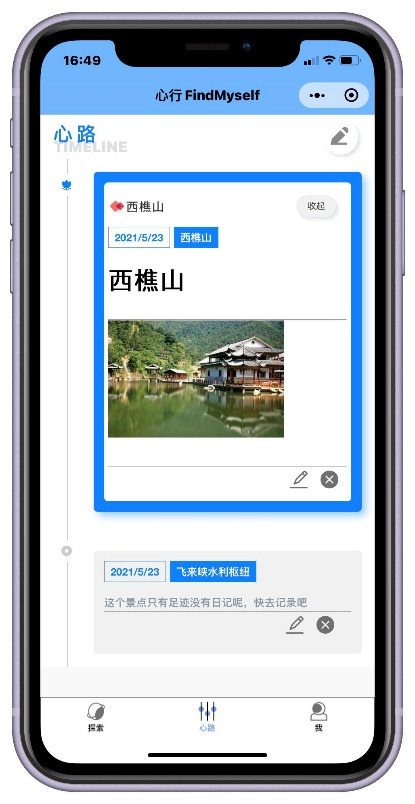 16:49
心行 FindMyself
心路
TIMELINE
西樵山
收起
2021/5/23 西樵山
西樵山
2021/5/23 飞来峡水利枢纽
这个景点只有足迹没有日记呢，快去记录吧
探索 心路 我